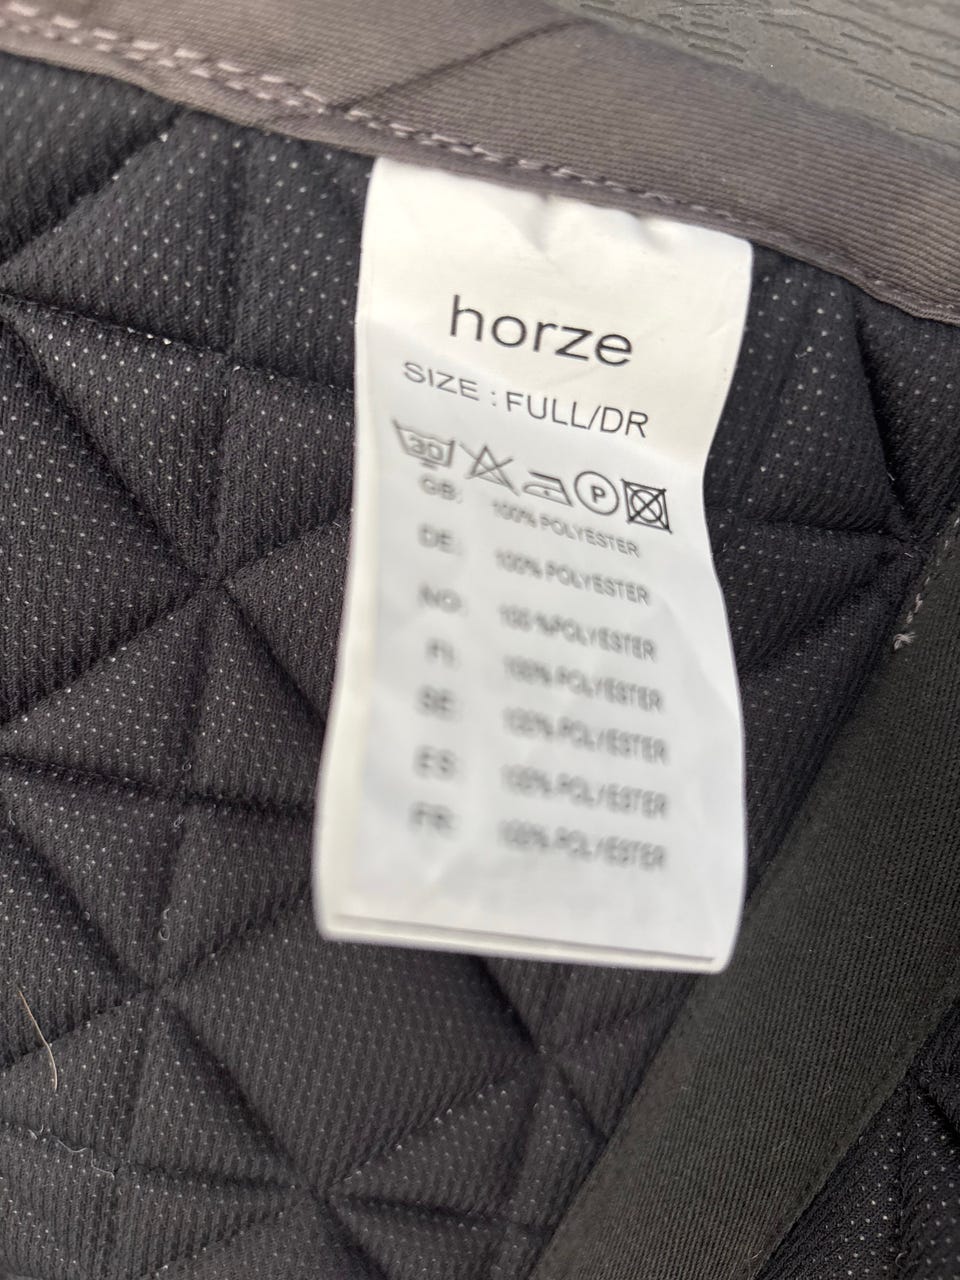 horze
SIZE : FULL/DR
30 P
GB: 100% POLYESTER
DE: 100% POLYESTER
NO: 100 %POLYESTER
FI: 100% POLYESTER
SE: 100% POLYESTER
ES: 100% POLYESTER
FR: 100% POLYESTER